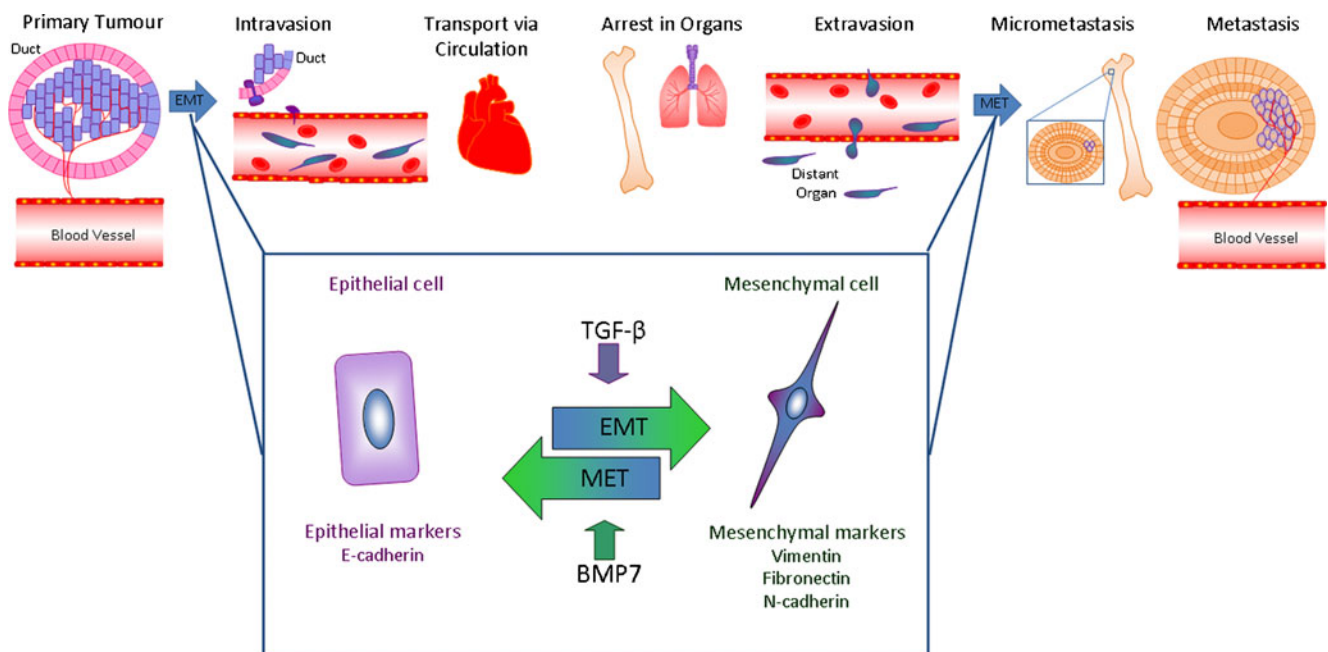 Primary Tumour
Intravasion
Transport via
Circulation
Arrest in Organs
Extravasion
Micrometastasis
Metastasis
Duct
EMT
Duct
Distant
Organ
MET
Blood Vessel
Blood Vessel
Epithelial cell
Mesenchymal cell
TGF-β
EMT
MET
Epithelial markers
E-cadherin
BMP7
Mesenchymal markers
Vimentin
Fibronectin
N-cadherin